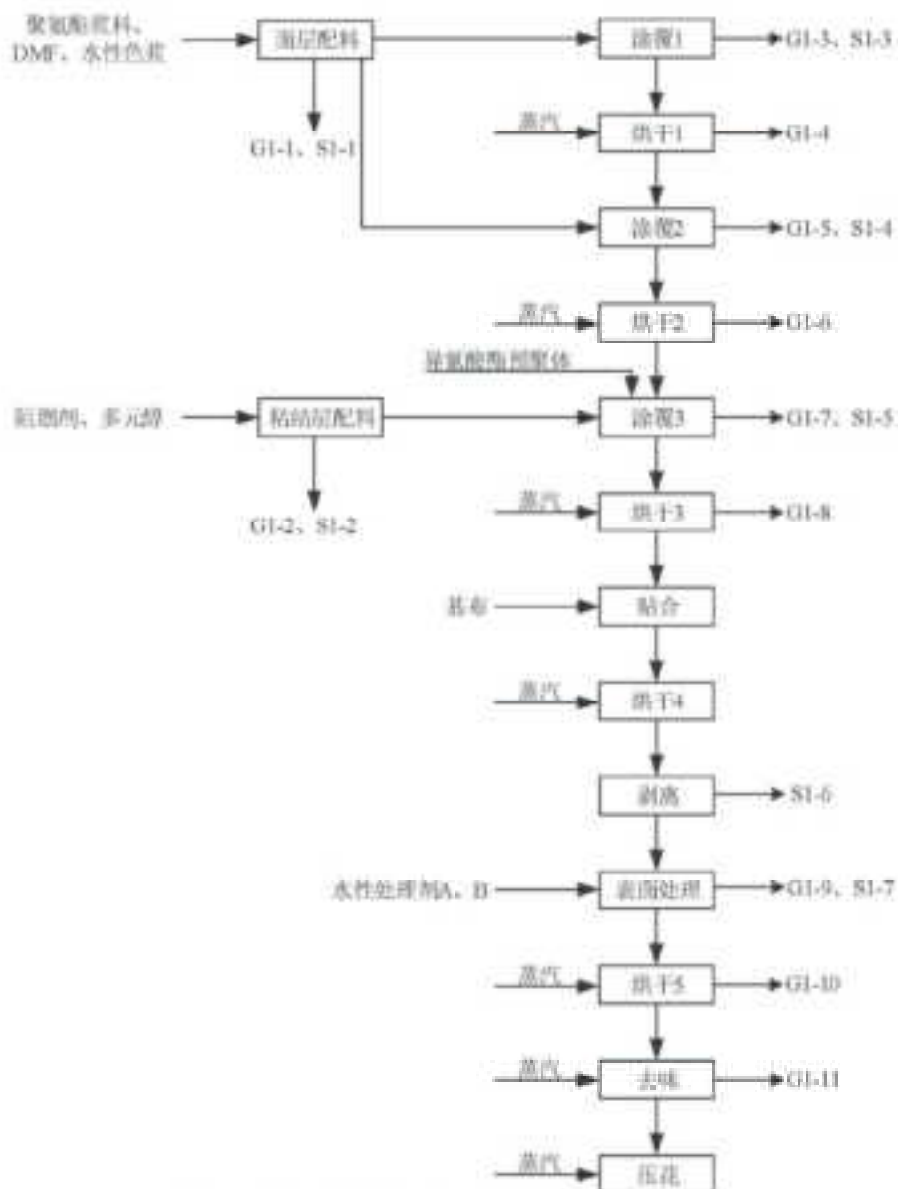 聚氨酯浆料、
DMF、水性色浆
面层配料
涂覆1
G1-3、S1-3
G1-1、S1-1
蒸汽
烘干1
G1-4
涂覆2
G1-5、S1-4
蒸汽
烘干2
G1-6
异氰酸酯预聚体
阻燃剂、多元醇
粘结层配料
涂覆3
G1-7、S1-5
G1-2、S1-2
蒸汽
烘干3
G1-8
基布
贴合
蒸汽
烘干4
剥离
S1-6
水性处理剂A、B
表面处理
G1-9、S1-7
蒸汽
烘干5
G1-10
蒸汽
去味
G1-11
蒸汽
压花